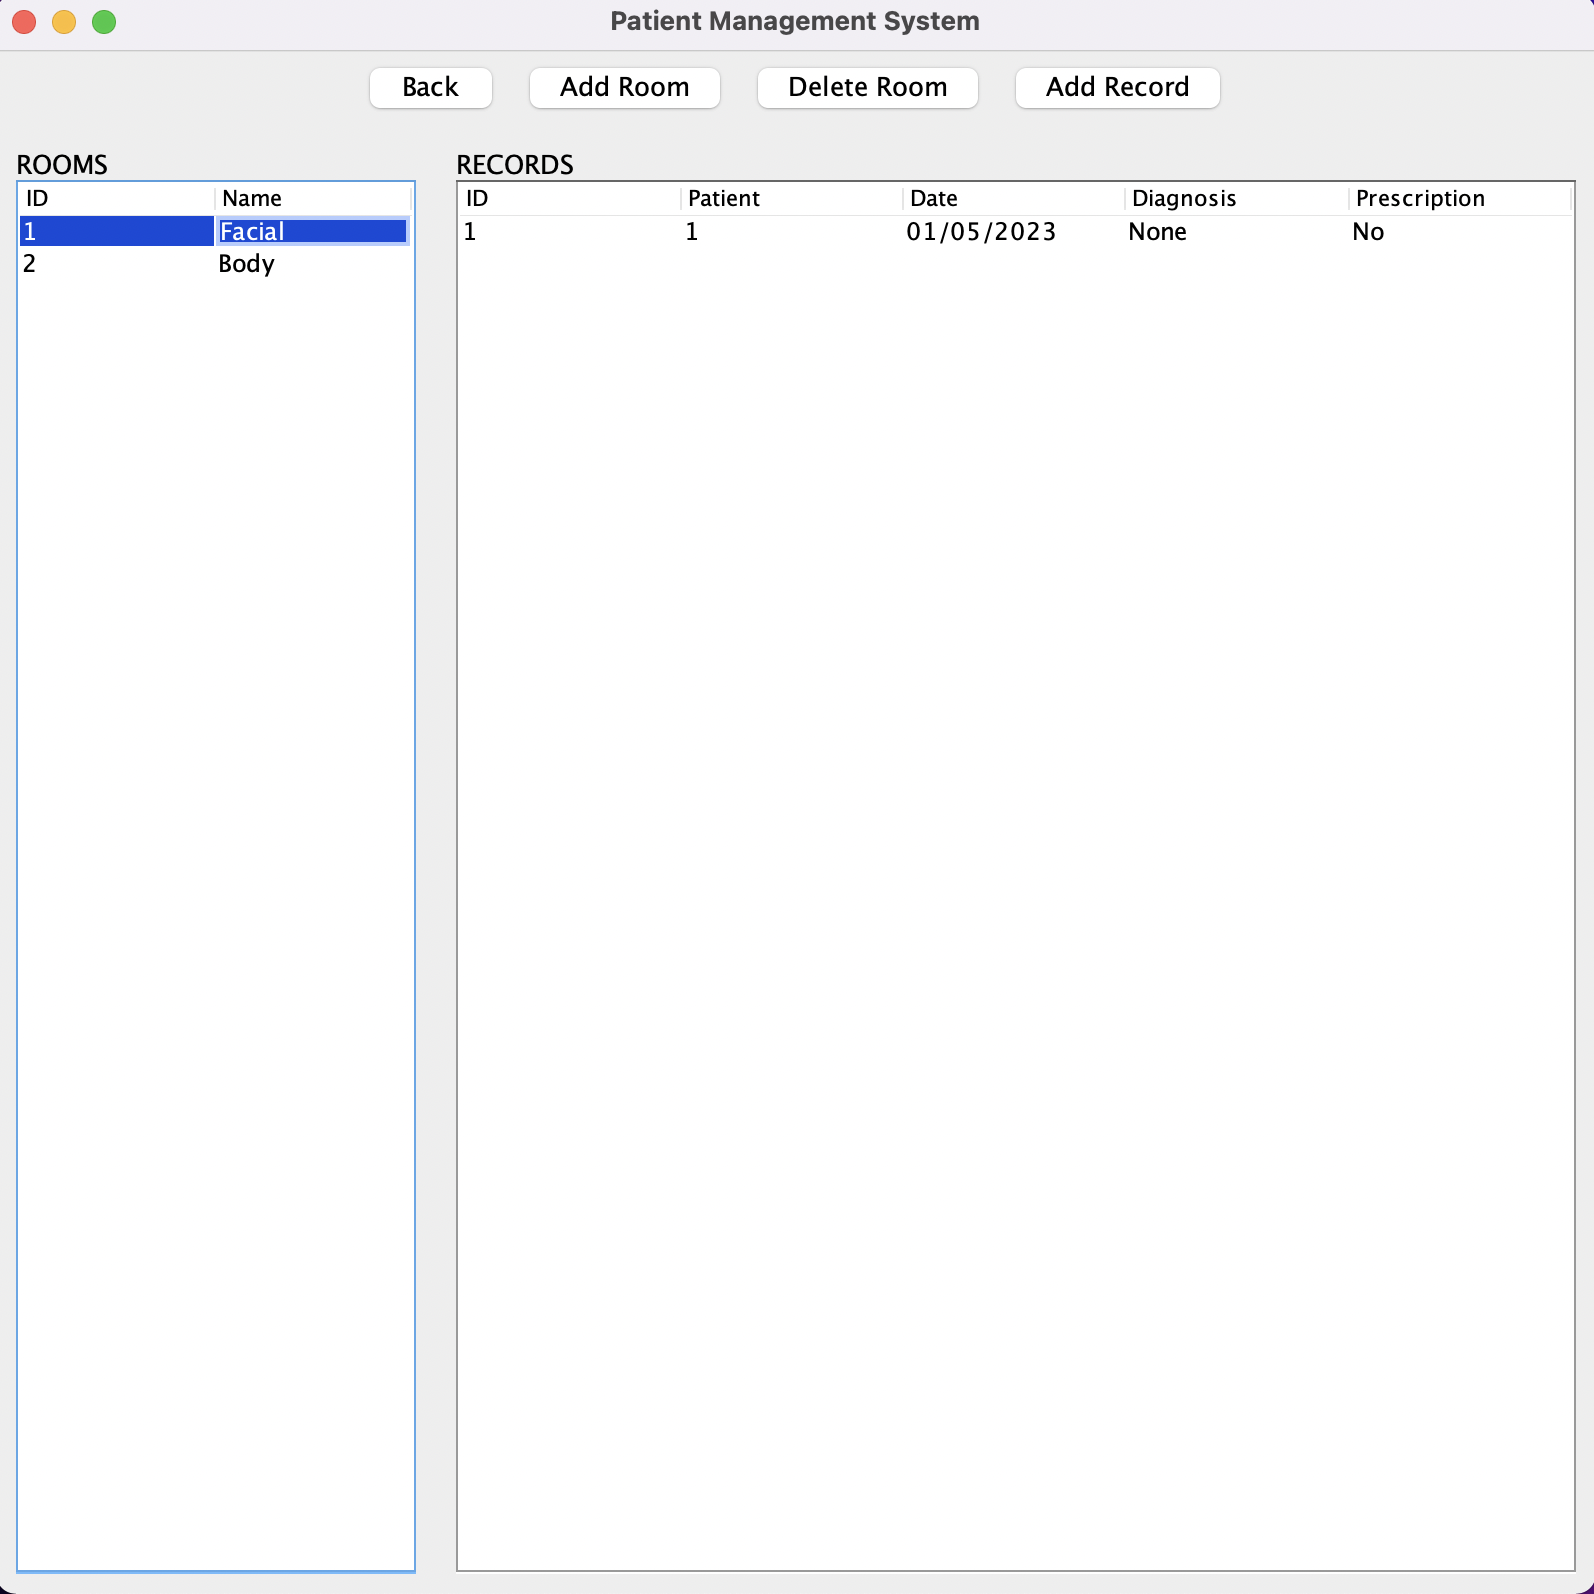 Patient Management System
Back Add Room Delete Room Add Record
ROOMS
ID Name
1 Facial
2 Body
RECORDS
ID Patient Date Diagnosis Prescription
1 1 01/05/2023 None No